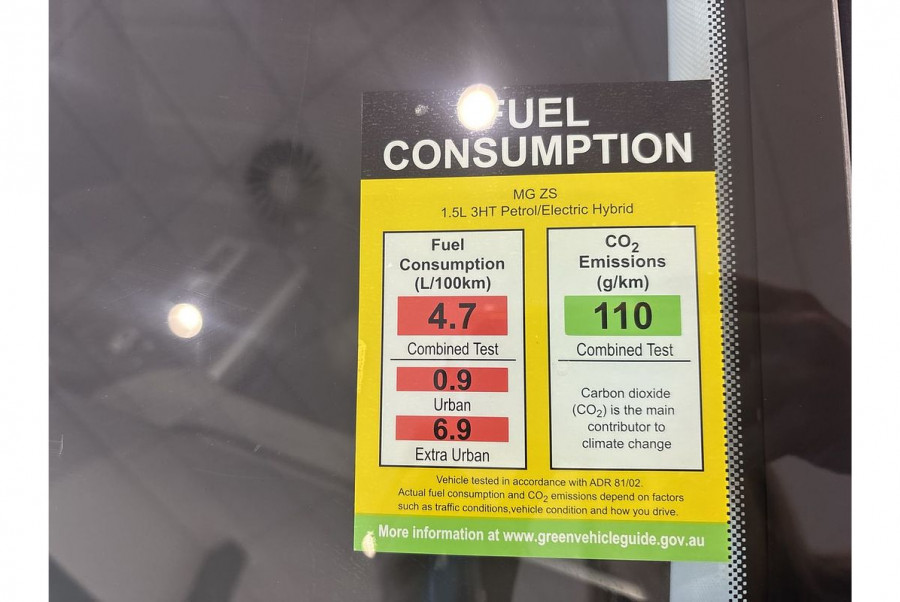 FUEL
CONSUMPTION
MG ZS
1.5L 3HT Petrol/Electric Hybrid
Fuel
Consumption
(L/100km)
4.7
Combined Test
0.9
Urban
6.9
Extra Urban
CO₂
Emissions
(g/km)
110
Combined Test
Carbon dioxide
(CO₂) is the main
contributor to
climate change
Vehicle tested in accordance with ADR 81/02.
Actual fuel consumption and CO₂ emissions depend on factors
such as traffic conditions,vehicle condition and how you drive.
More information at www.greenvehicleguide.gov.au